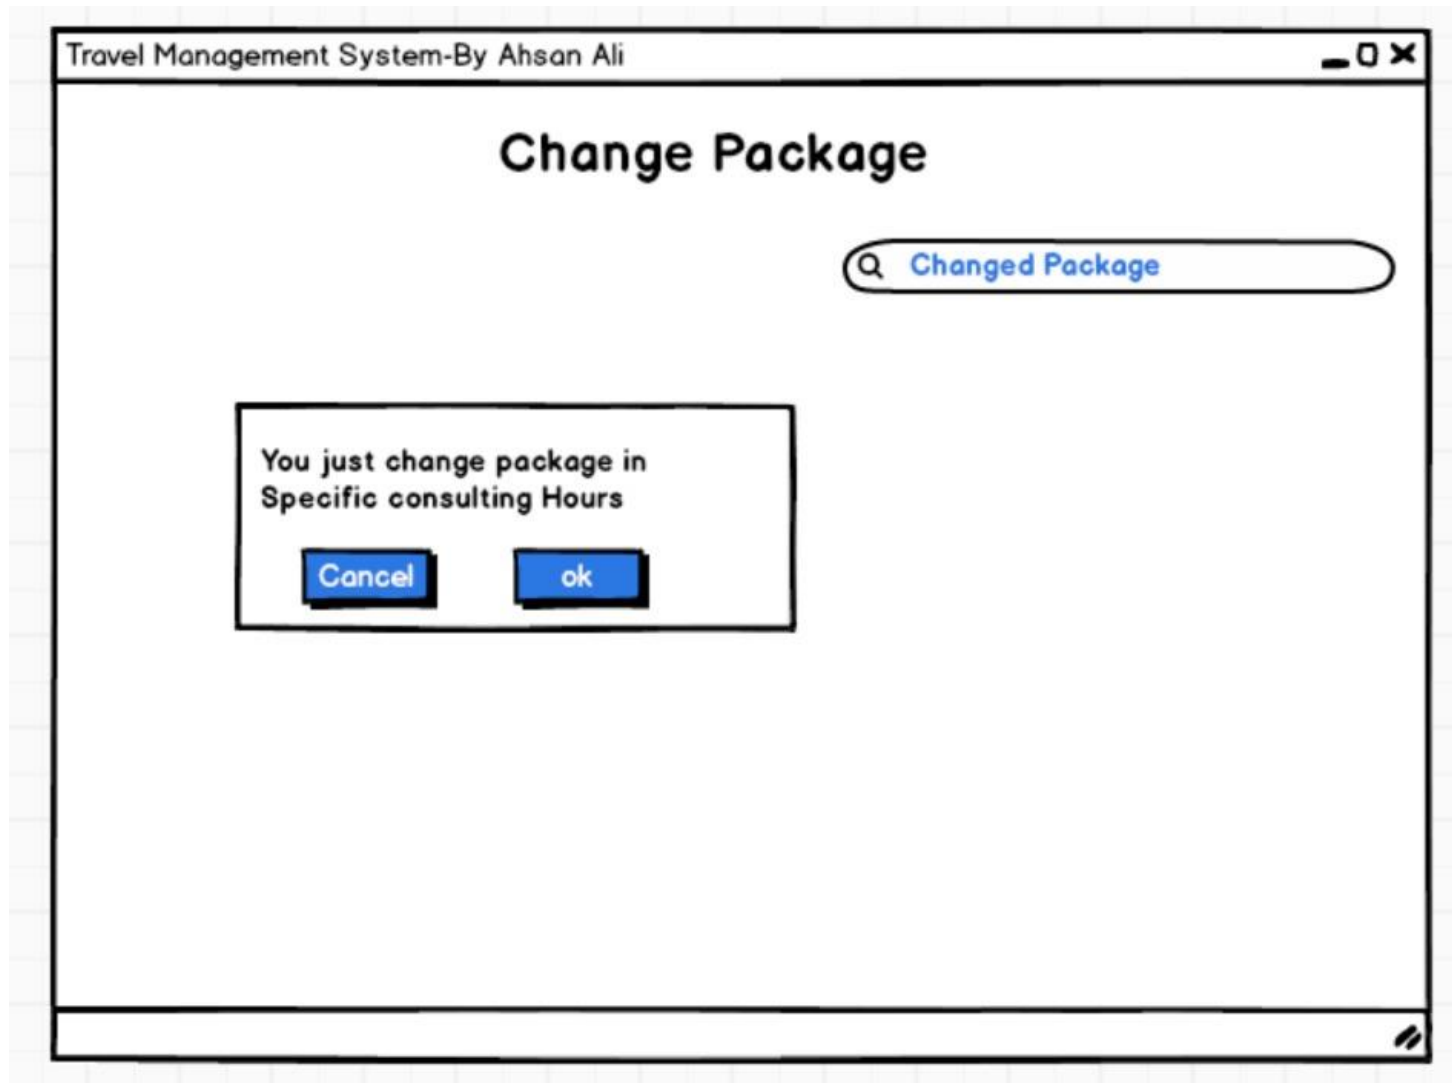 Travel Management System-By Ahsan Ali
Change Package
Changed Package
You just change package in
Specific consulting Hours
Cancel
ok